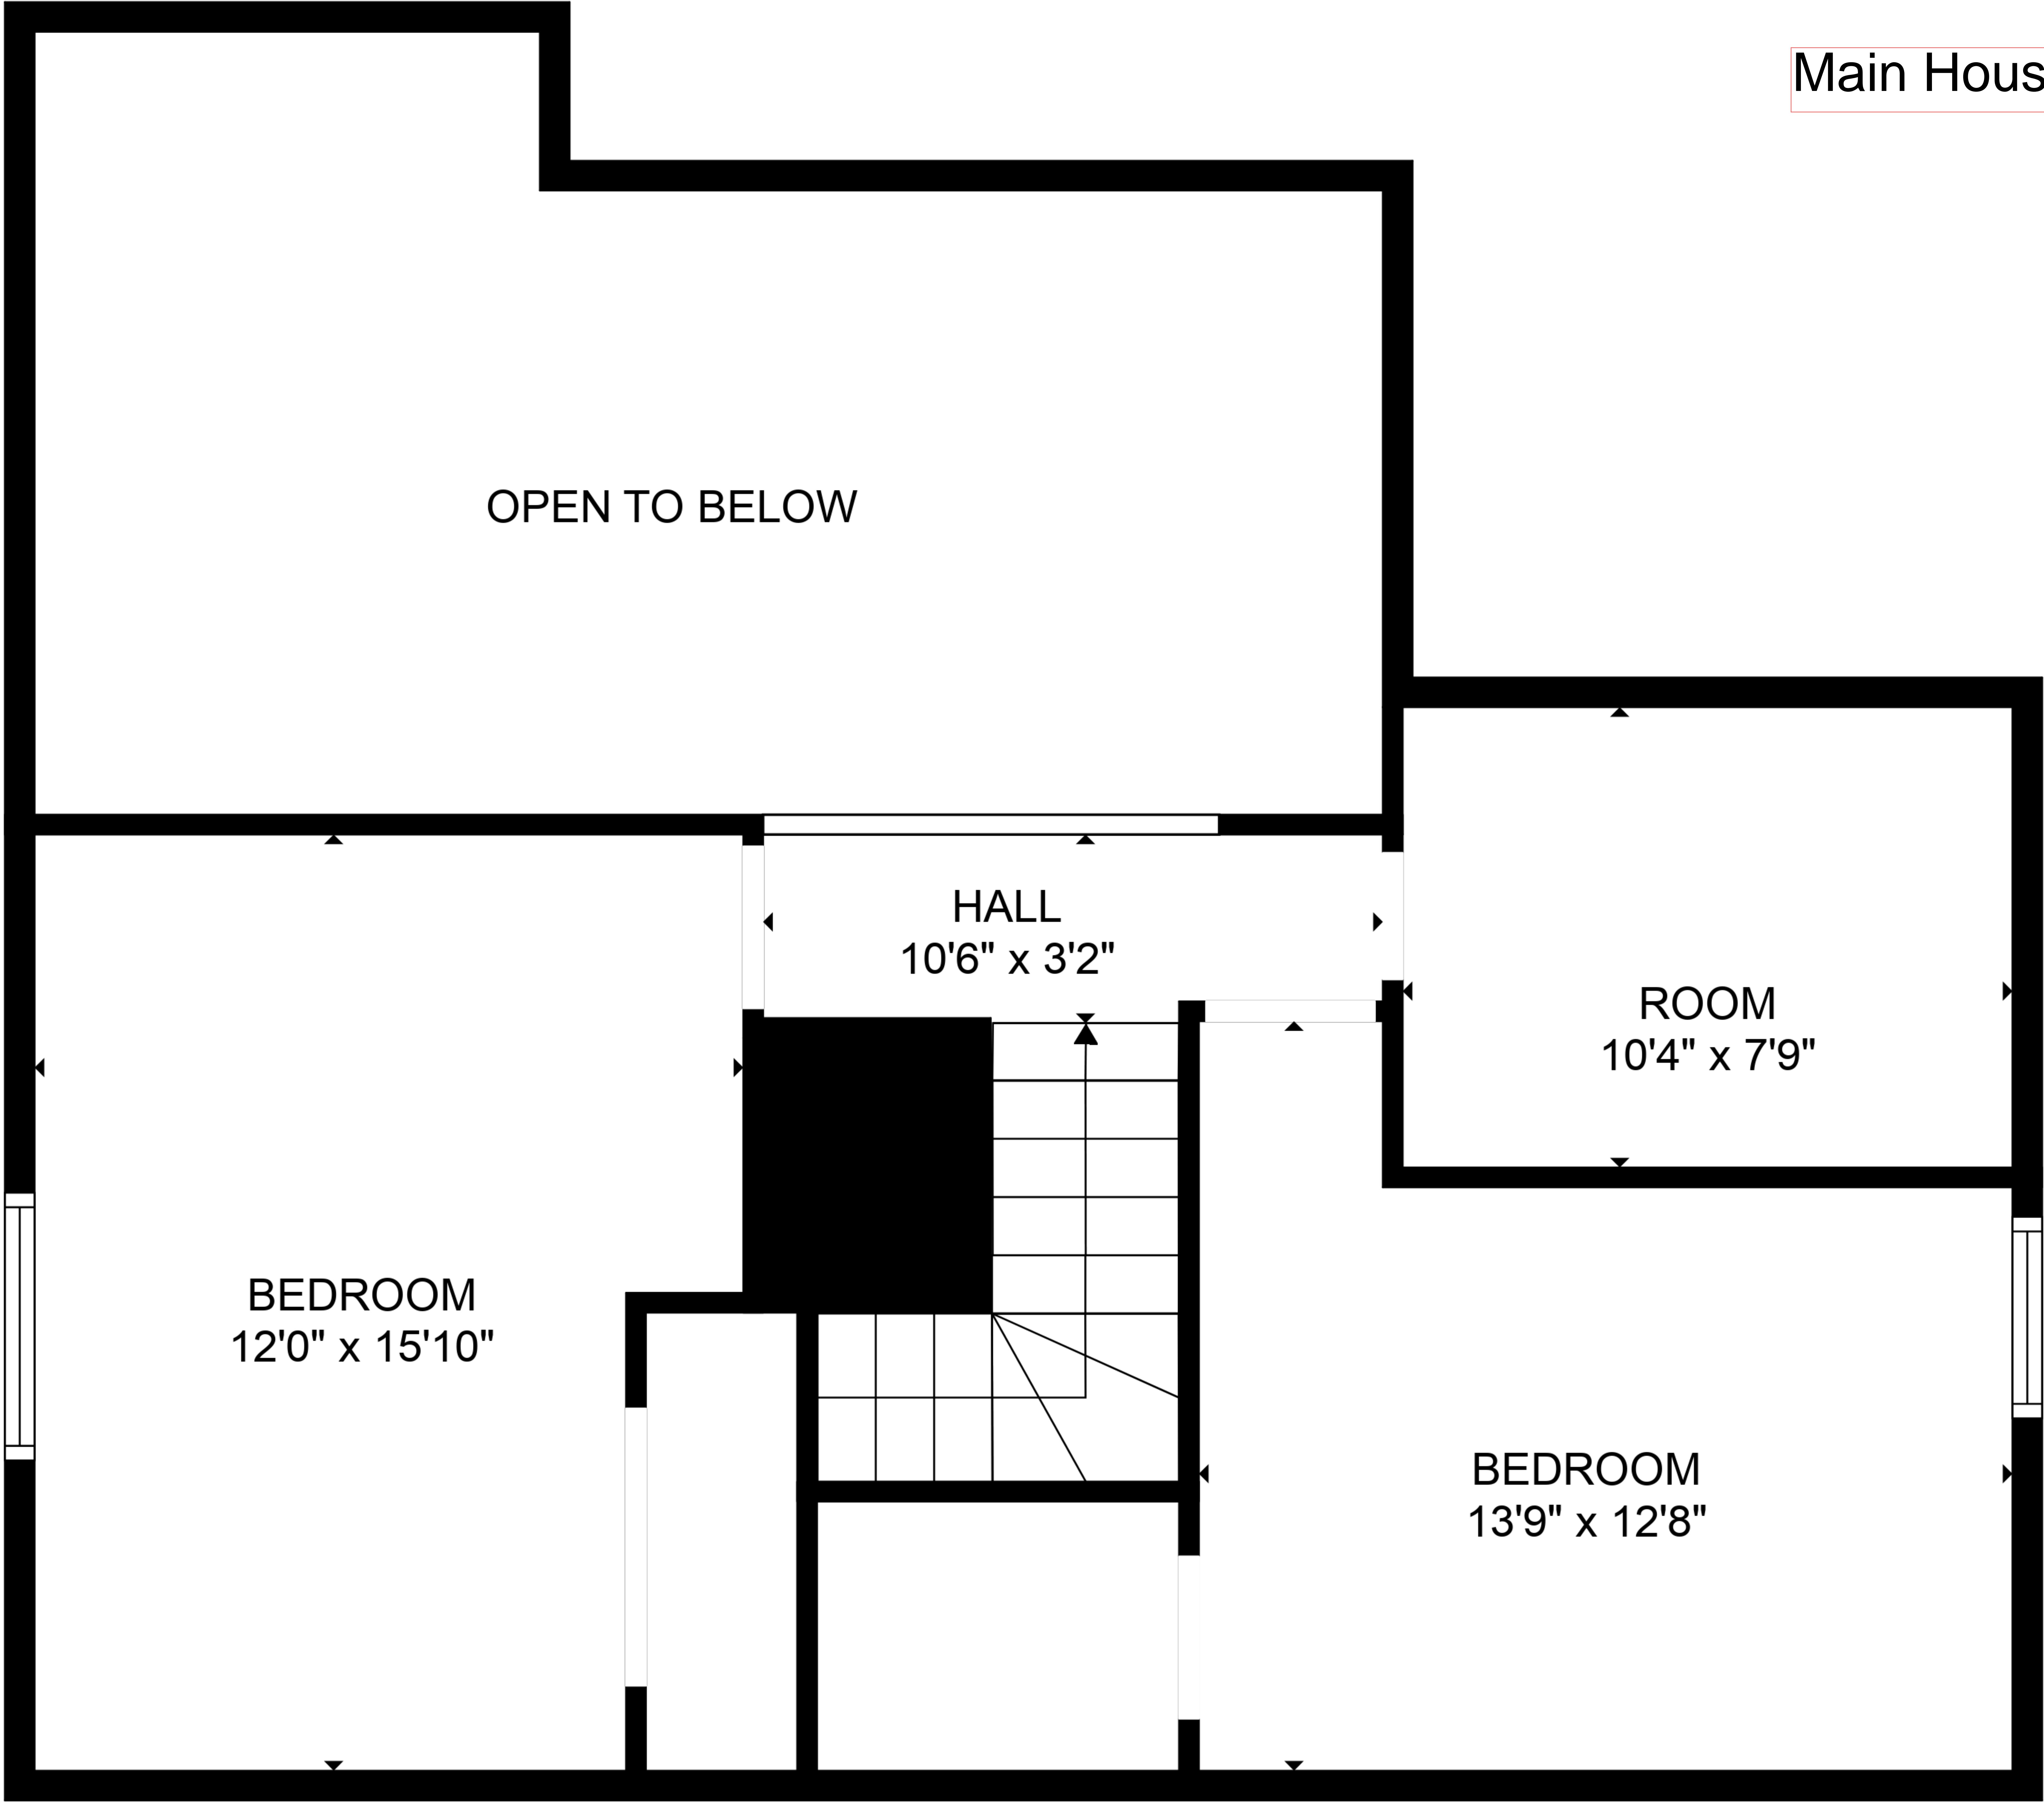 Main Hous
OPEN TO BELOW
HALL
10'6" x 3'2"
ROOM
10'4" x 7'9"
BEDROOM
12'0" x 15'10"
BEDROOM
13'9" x 12'8"